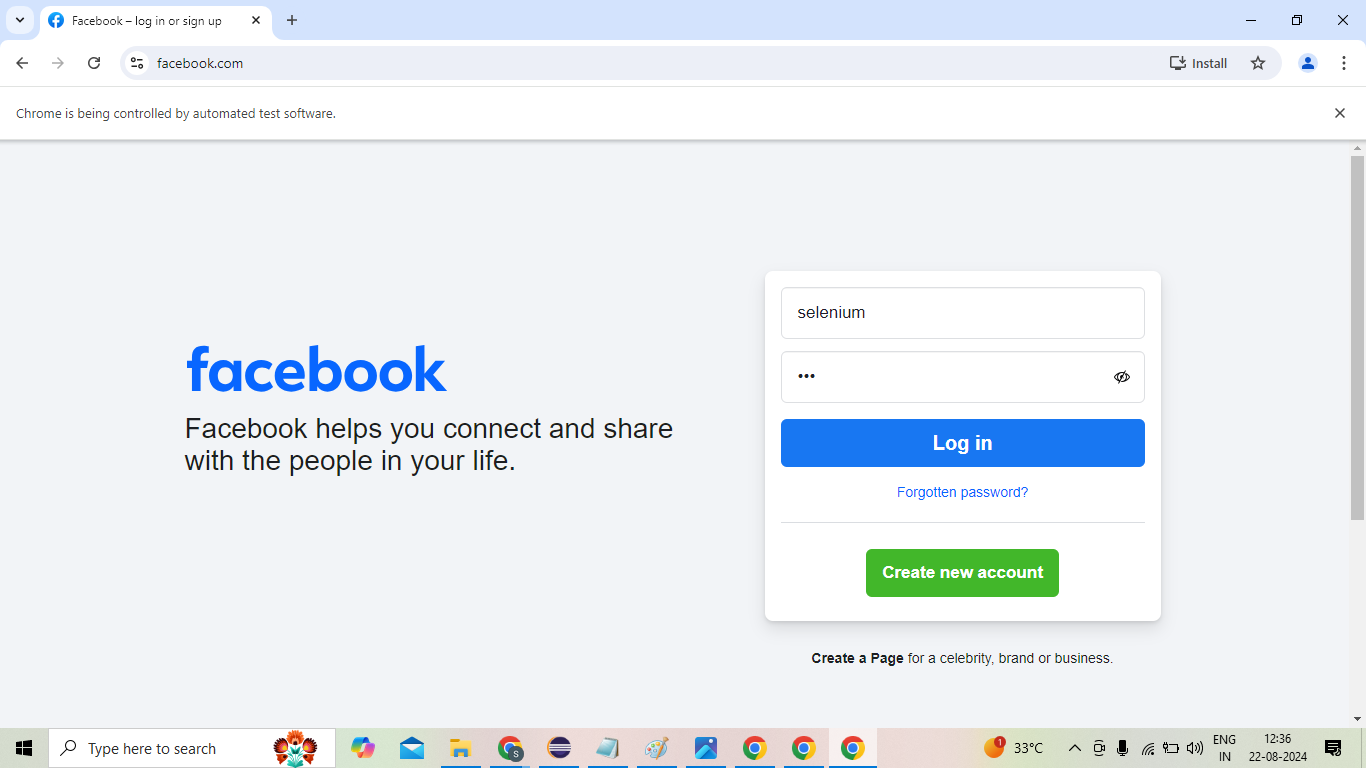 Facebook – log in or sign up
facebook.com
Install
Chrome is being controlled by automated test software.
selenium
•••
facebook
Log in
Facebook helps you connect and share
with the people in your life.
Forgotten password?
Create new account
Create a Page for a celebrity, brand or business.
Type here to search
S
1
33°C
ENG
IN
12:36
22-08-2024